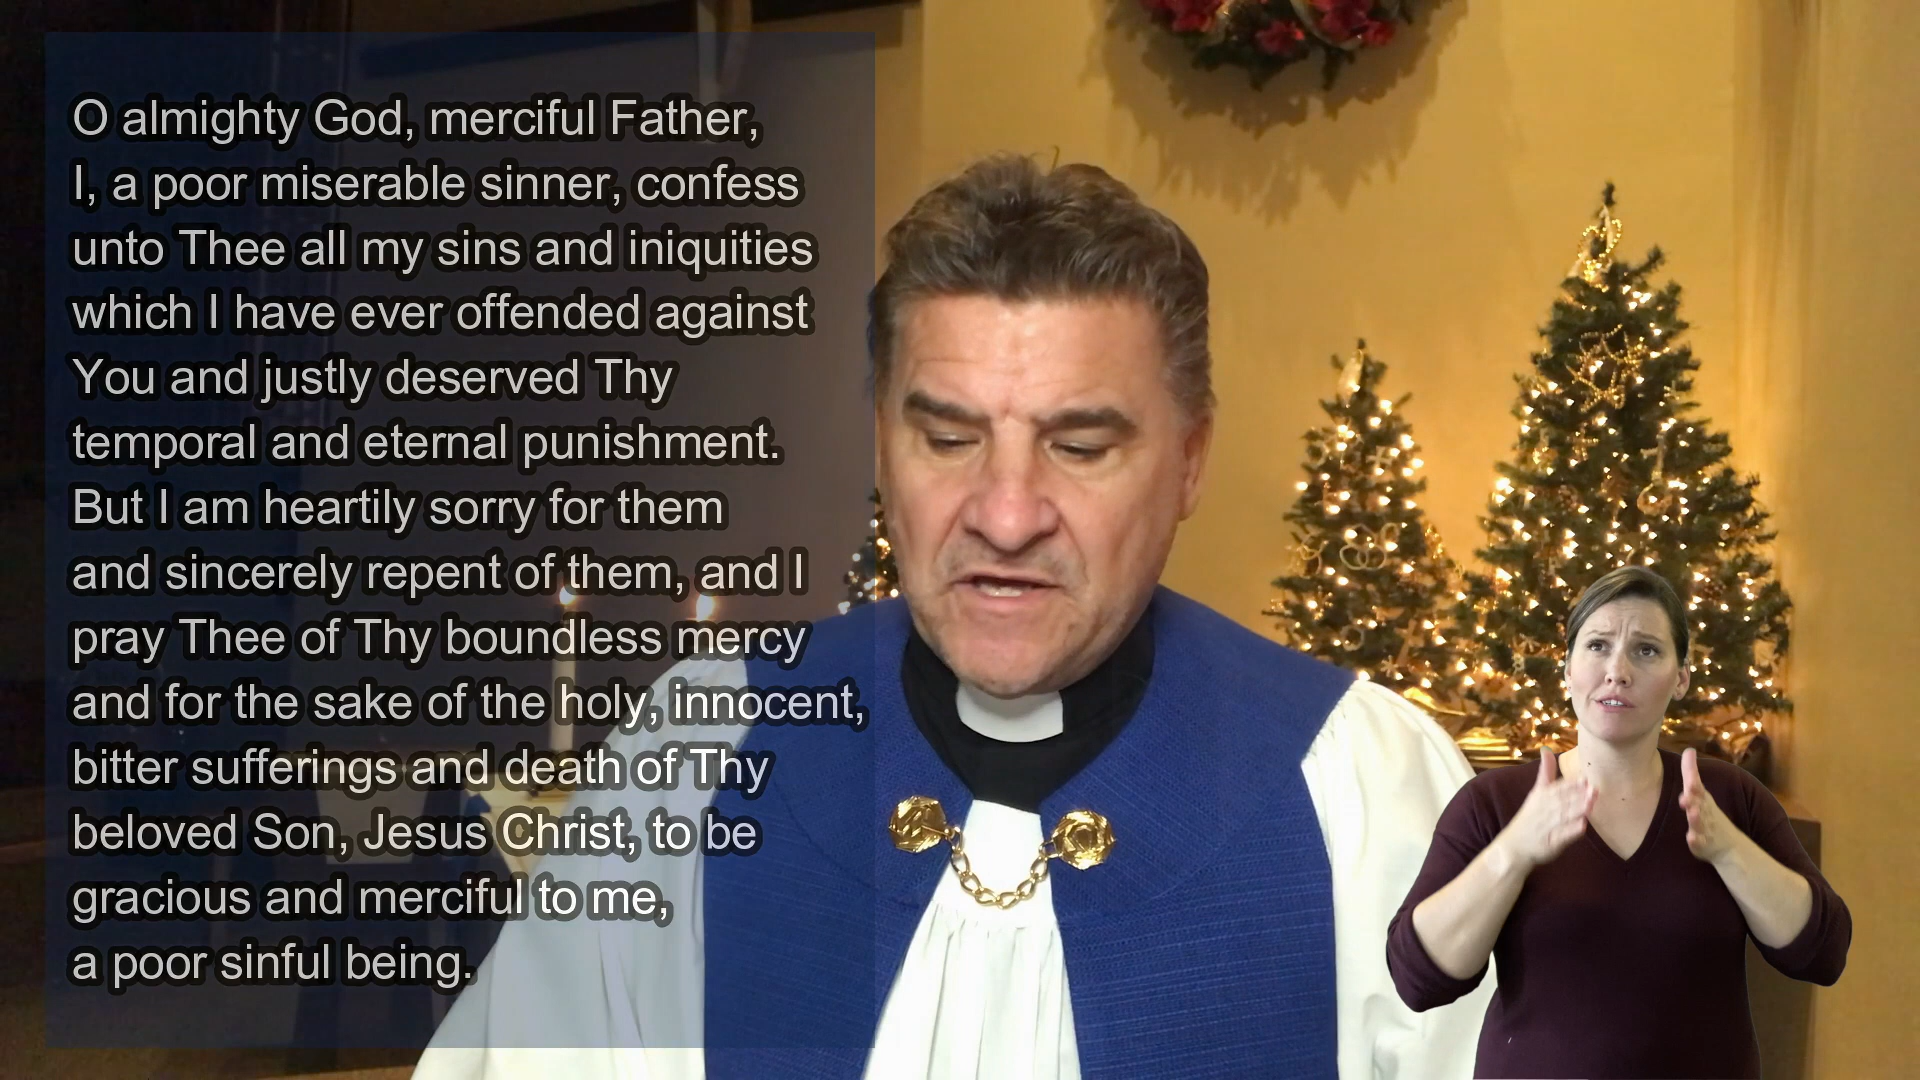 O almighty God, merciful Father,
I, a poor miserable sinner, confess
unto Thee all my sins and iniquities
which I have ever offended against
You and justly deserved Thy
temporal and eternal punishment.
But I am heartily sorry for them
and sincerely repent of them, and I
pray Thee of Thy boundless mercy
and for the sake of the holy, innocent,
bitter sufferings and death of Thy
beloved Son, Jesus Christ, to be
gracious and merciful to me,
a poor sinful being.